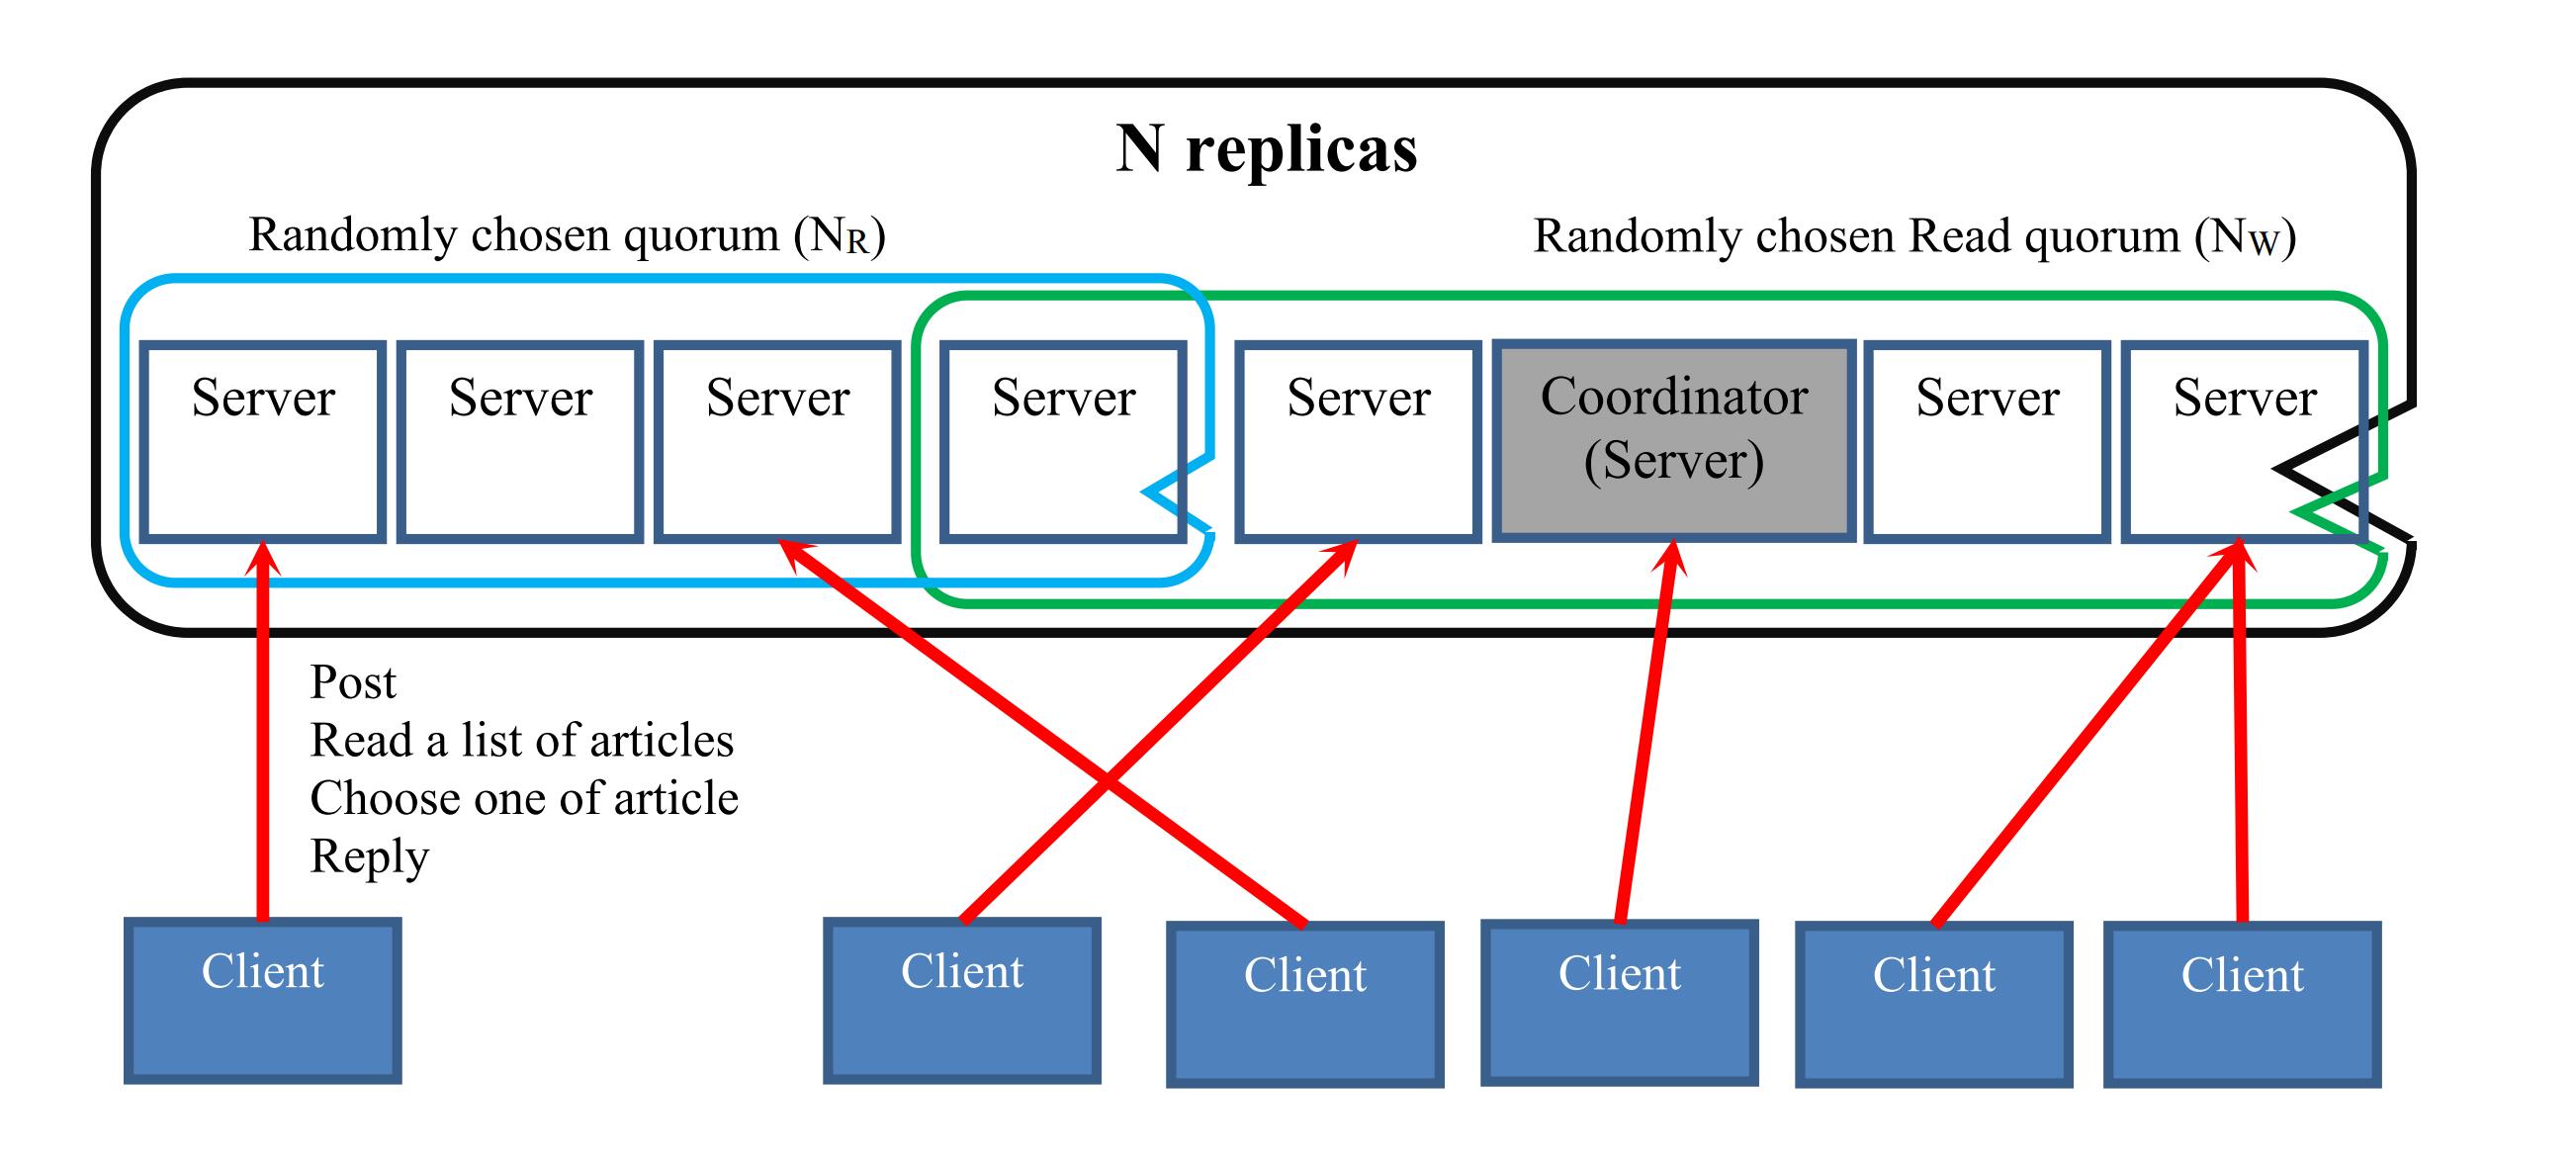 N replicas
Randomly chosen quorum (NR)
Randomly chosen Read quorum (NW)
Server
Server
Server
Server
Server
Coordinator
(Server)
Server
Server
Post
Read a list of articles
Choose one of article
Reply
Client
Client
Client
Client
Client
Client